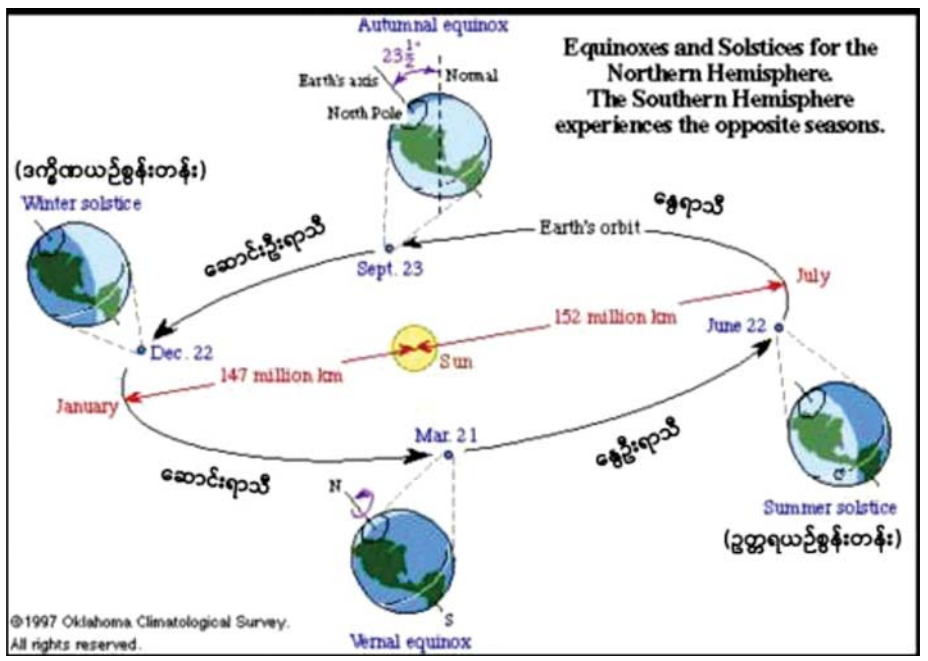 Autumnal equinox
23 1/2°
Earth's axis
Normal
North Pole
Equinoxes and Solstices for the
Northern Hemisphere.
The Southern Hemisphere
experiences the opposite seasons.
(ဒက္ခိဏယဉ်စွန်းတန်း)
Winter solstice
ဆောင်းဦးရာသီ
Sept. 23
Earth's orbit
နွေရာသီ
July
152 million km
June 22
Dec. 22
147 million km
Sun
January
Mar. 21
ဆောင်းရာသီ
နွေဦးရာသီ
N
S
Summer solstice
(ဥတ္တရယဉ်စွန်းတန်း)
©1997 Oklahoma Climatological Survey.
All rights reserved.
Vernal equinox